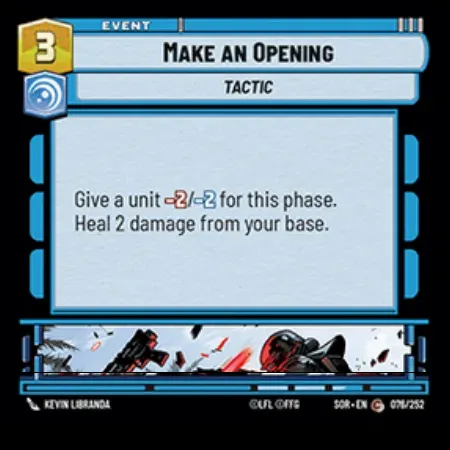 EVENT
3
MAKE AN OPENING
TACTIC
Give a unit -2/-2 for this phase.
Heal 2 damage from your base.
KEVIN LIBRANDA
©LFL ©FFG
SOR • EN C 076/252